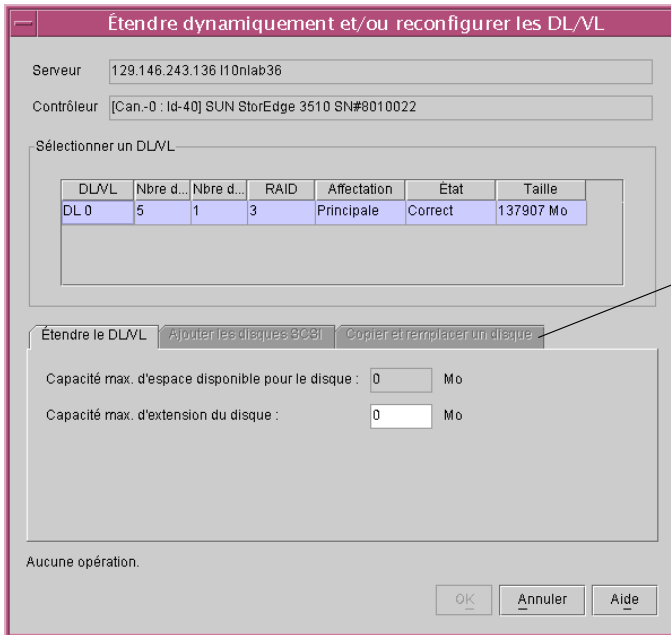 Étendre dynamiquement et/ou reconfigurer les DL/VL
Serveur 129.146.243.136 l10nlab36
Contrôleur [Can.-0 : Id-40] SUN StorEdge 3510 SN#8010022
Sélectionner un DL/VL
DL/VL Nbre d... Nbre d... RAID Affectation État Taille
DL 0 5 1 3 Principale Correct 137907 Mo
Étendre le DL/VL Ajouter les disques SCSI Copier et remplacer un disque
Capacité max. d'espace disponible pour le disque : 0 Mo
Capacité max. d'extension du disque : 0 Mo
Aucune opération.
OK Annuler Aide